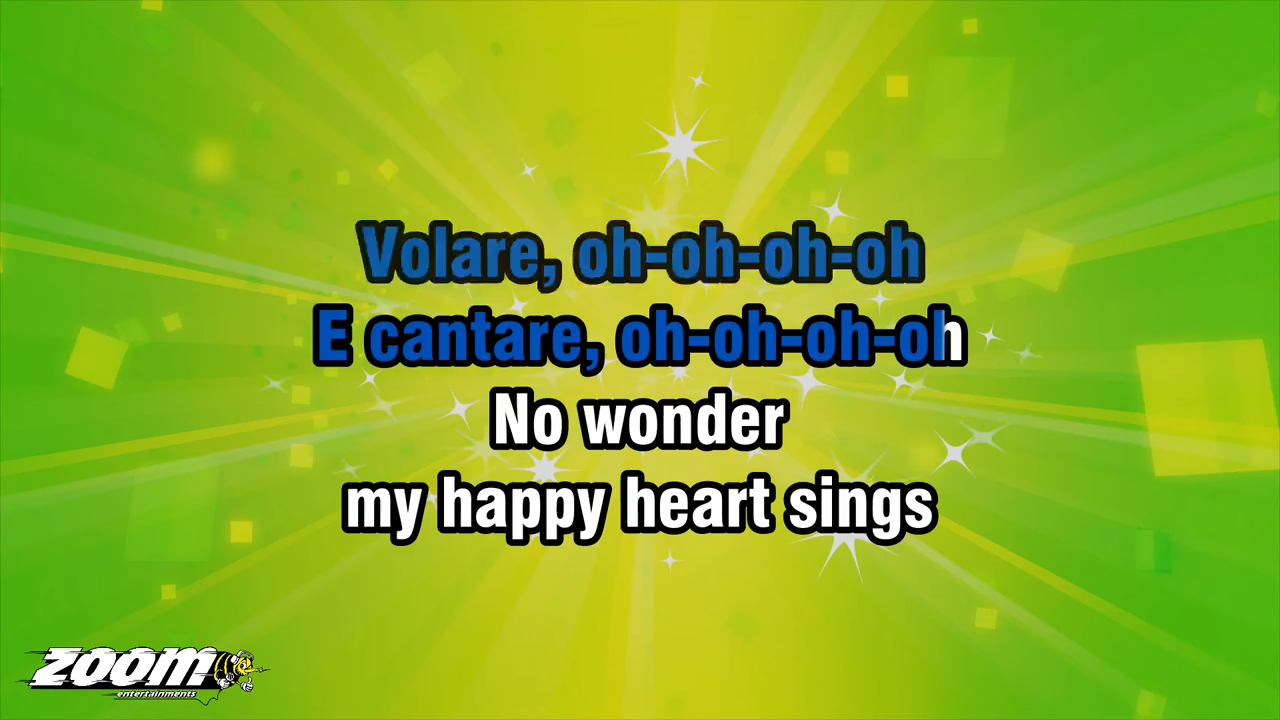 Volare, oh-oh-oh-oh
E cantare, oh-oh-oh-oh
No wonder
my happy heart sings
ZOOM
entertainments